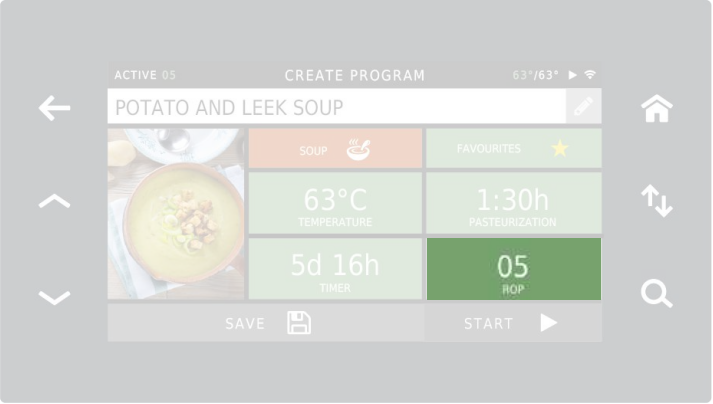 ACTIVE 05 CREATE PROGRAM 63°/63°
POTATO AND LEEK SOUP
SOUP FAVOURITES
63°C 1:30h
TEMPERATURE PASTEURIZATION
5d 16h 05
TIMER ROP
SAVE START